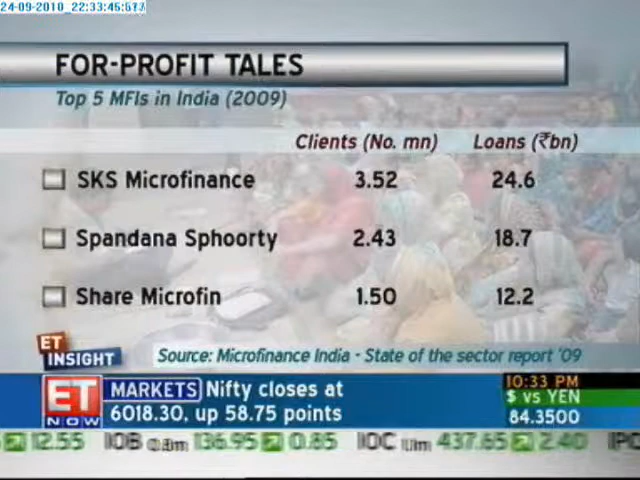 24-09-2010_22:33:45:577
FOR-PROFIT TALES
Top 5 MFIs in India (2009)
Clients (No. mn) Loans (₹bn)
SKS Microfinance 3.52 24.6
Spandana Sphoorty 2.43 18.7
Share Microfin 1.50 12.2
ET
INSIGHT
Source: Microfinance India - State of the sector report '09
ET
NOW
MARKETS Nifty closes at
6018.30, up 58.75 points
10:33 PM
$ vs YEN
84.3500
12.55 IOB 136.95 0.85 IOC 437.65 2.40